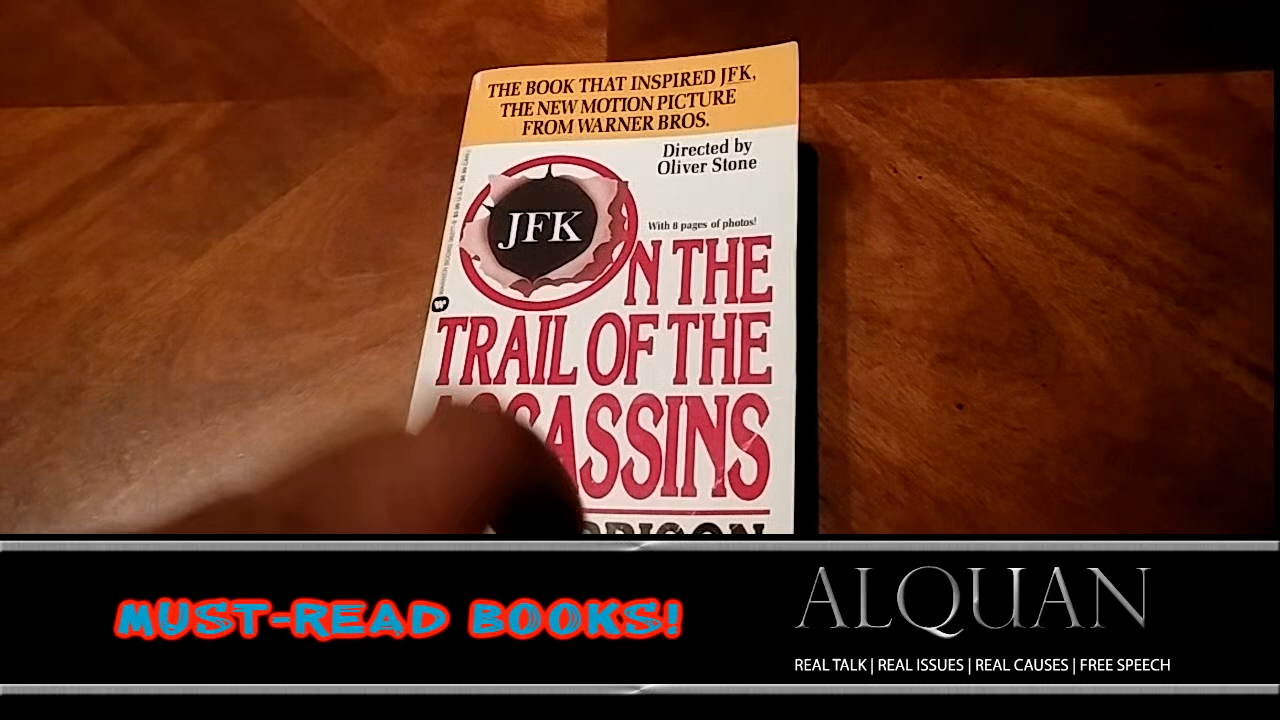 THE BOOK THAT INSPIRED JFK,
THE NEW MOTION PICTURE
FROM WARNER BROS.
Directed by
Oliver Stone
JFK
With 8 pages of photos!
ON THE
TRAIL OF THE
ASSASSINS
MUST-READ BOOKS!
ALQUAN
REAL TALK | REAL ISSUES | REAL CAUSES | FREE SPEECH